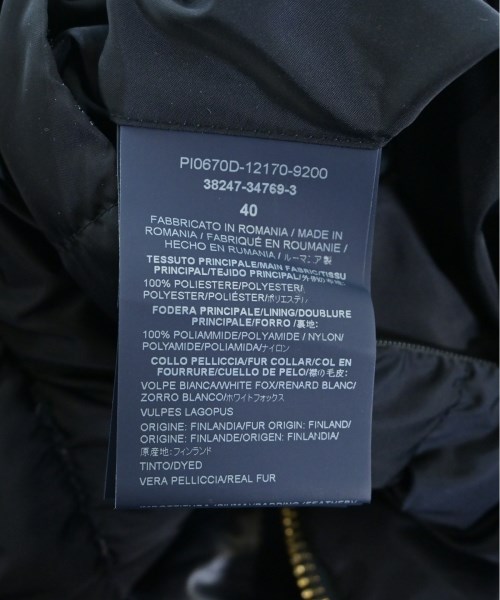 PI0670D-12170-9200
38247-34769-3
40
FABBRICATO IN ROMANIA / MADE IN
ROMANIA / FABRIQUÉ EN ROUMANIE /
HECHO EN RUMANIA / ルーマニア製
TESSUTO PRINCIPALE/MAIN FABRIC/TISSU
PRINCIPAL/TEJIDO PRINCIPAL/
100% POLIESTERE/POLYESTER/
POLYESTER/POLIÉSTER/ポリエステル
FODERA PRINCIPALE/LINING/DOUBLURE
PRINCIPALE/FORRO /裏地:
100% POLIAMMIDE/POLYAMIDE / NYLON/
POLYAMIDE/POLIAMIDA/ナイロン
COLLO PELLICCIA/FUR COLLAR/COL EN
FOURRURE/CUELLO DE PELO/襟の毛皮:
VOLPE BIANCA/WHITE FOX/RENARD BLANC/
ZORRO BLANCO/ホワイトフォックス
VULPES LAGOPUS
ORIGINE: FINLANDIA/FUR ORIGIN: FINLAND/
ORIGINE: FINLANDE/ORIGEN: FINLANDIA/
原産地:フィンランド
TINTO/DYED
VERA PELLICCIA/REAL FUR